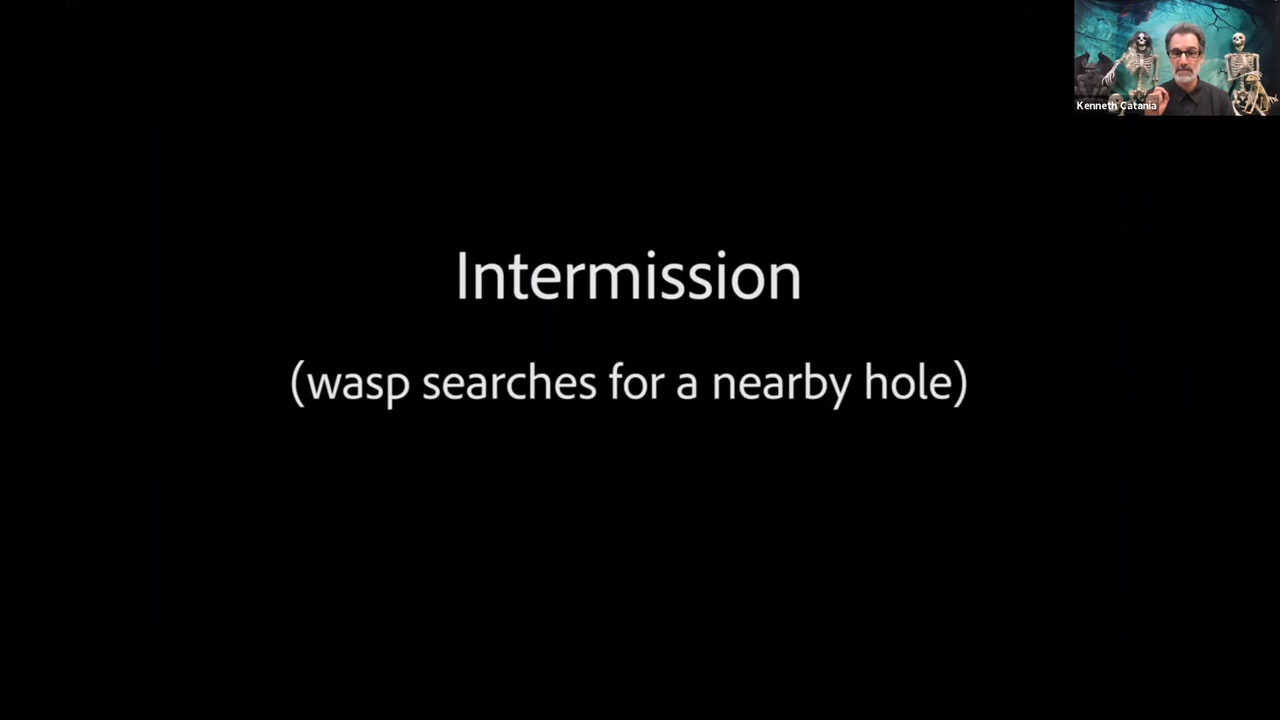 Kenneth Catania
Intermission
(wasp searches for a nearby hole)